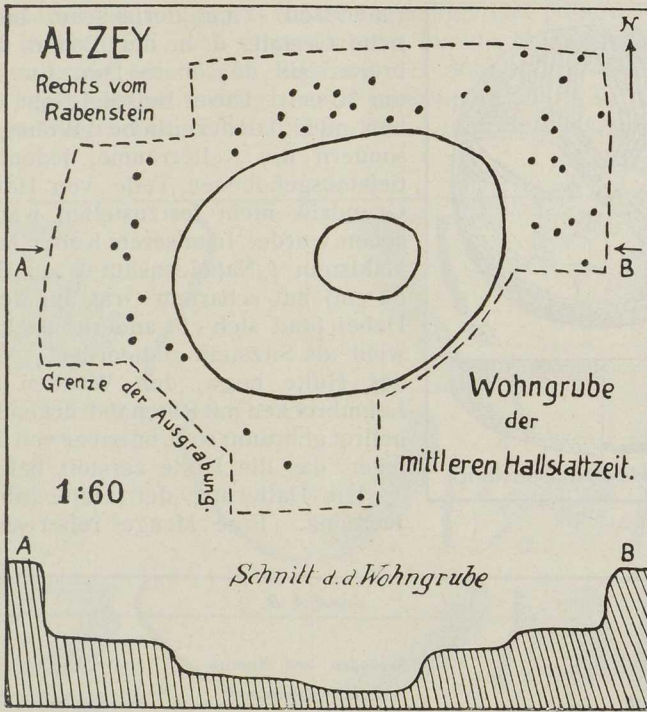 ALZEY
Rechts vom
Rabenstein
N
A
B
Grenze der Ausgrabung.
1:60
Wohngrube
der
mittleren Hallstattzeit.
A
B
Schnitt d. d. Wohngrube